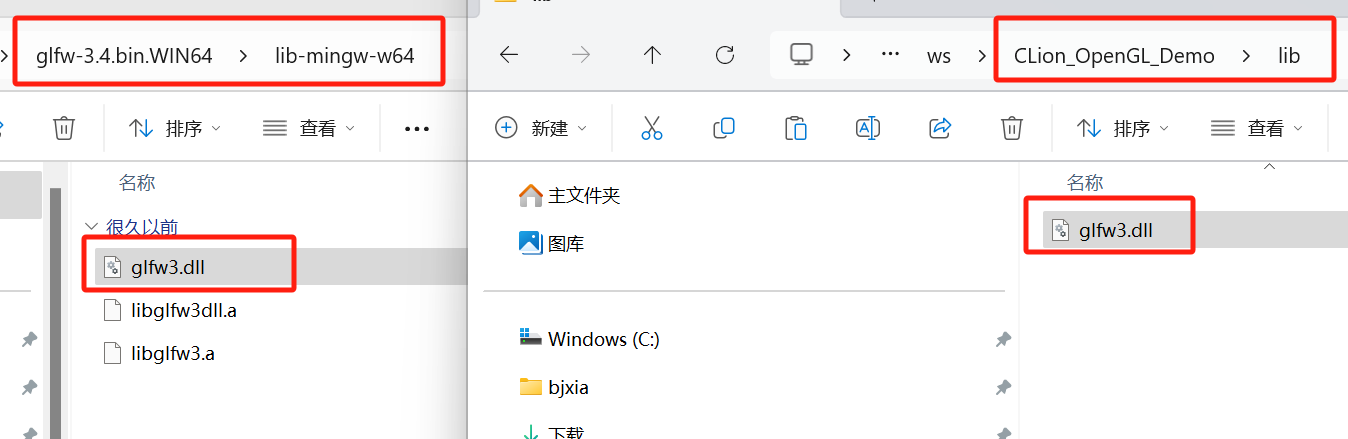 glfw-3.4.bin.WIN64 > lib-mingw-w64
排序
查看
名称
很久以前
glfw3.dll
libglfw3dll.a
libglfw3.a
ws > CLion_OpenGL_Demo > lib
新建
排序
查看
主文件夹
图库
Windows (C:)
bjxia
下载
名称
glfw3.dll